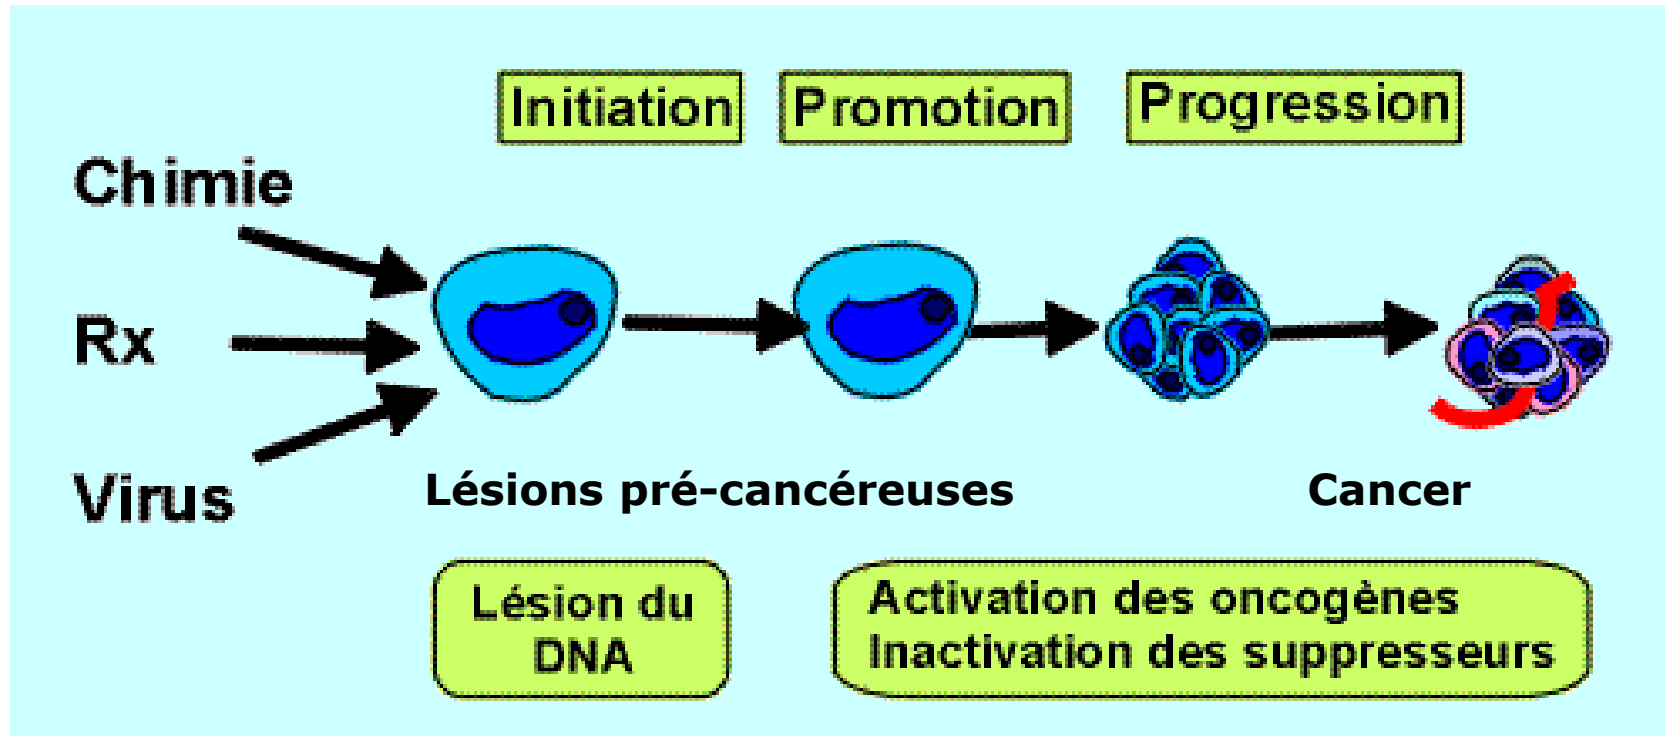 Initiation
Promotion
Progression
Chimie
Rx
Virus
Lésions pré-cancéreuses
Cancer
Lésion du
DNA
Activation des oncogènes
Inactivation des suppresseurs